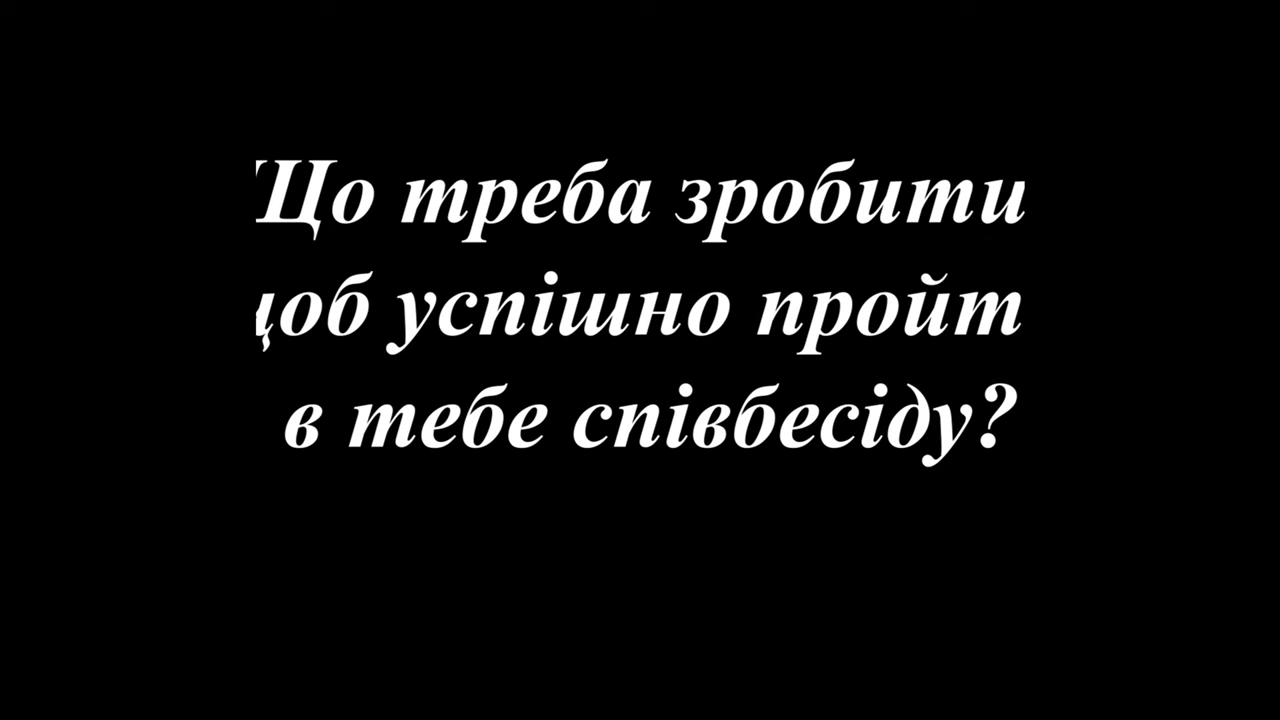 Що треба зробити
щоб успішно пройт
в тебе співбесіду?